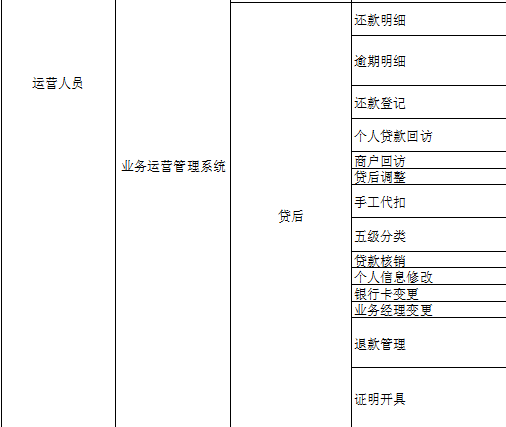 运营人员
业务运营管理系统
贷后
还款明细
逾期明细
还款登记
个人贷款回访
商户回访
贷后调整
手工代扣
五级分类
贷款核销
个人信息修改
银行卡变更
业务经理变更
退款管理
证明开具